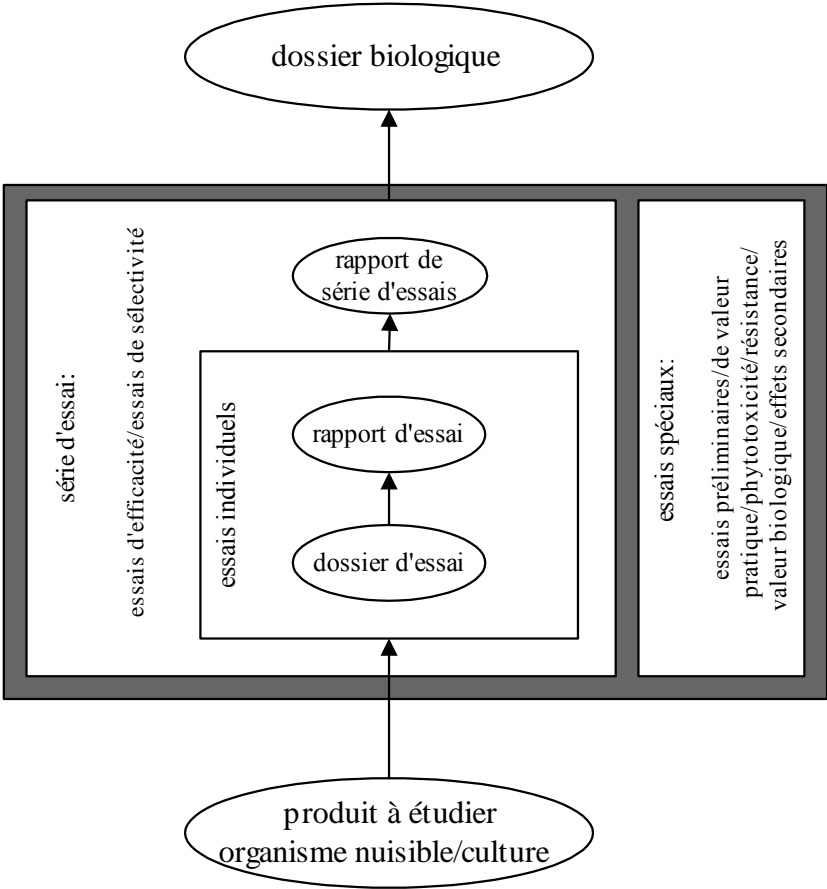 dossier biologique
série d'essai:
essais d'efficacité/essais de sélectivité
rapport de
série d'essais
essais individuels
rapport d'essai
dossier d'essai
essais spéciaux:
essais préliminaires/de valeur
pratique/phytotoxicité/résistance/
valeur biologique/effets secondaires
produit à étudier
organisme nuisible/culture